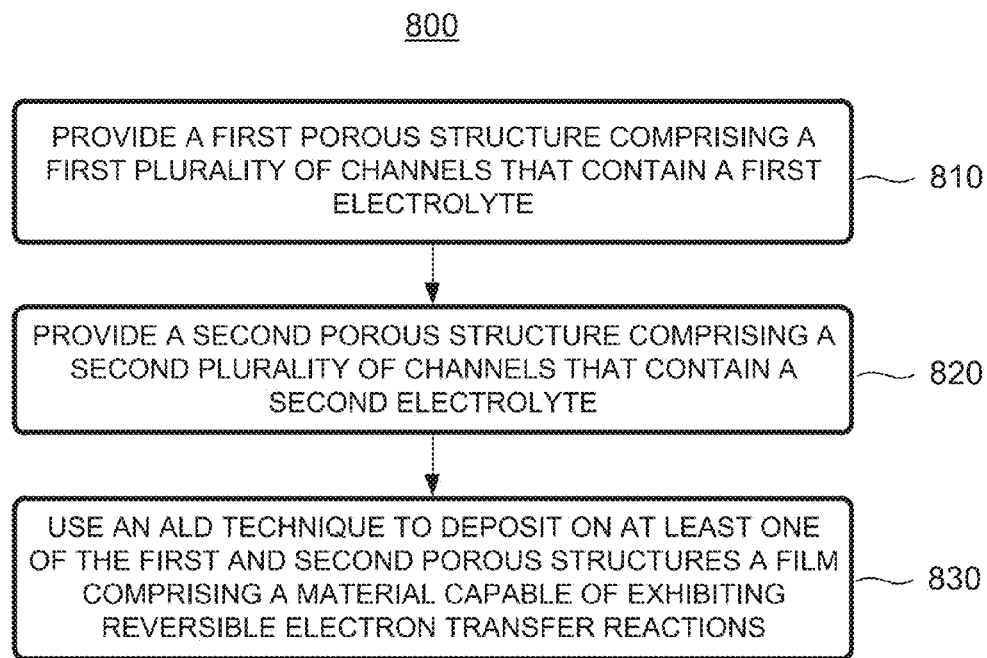 800
PROVIDE A FIRST POROUS STRUCTURE COMPRISING A
FIRST PLURALITY OF CHANNELS THAT CONTAIN A FIRST
ELECTROLYTE
810
PROVIDE A SECOND POROUS STRUCTURE COMPRISING A
SECOND PLURALITY OF CHANNELS THAT CONTAIN A
SECOND ELECTROLYTE
820
USE AN ALD TECHNIQUE TO DEPOSIT ON AT LEAST ONE
OF THE FIRST AND SECOND POROUS STRUCTURES A FILM
COMPRISING A MATERIAL CAPABLE OF EXHIBITING
REVERSIBLE ELECTRON TRANSFER REACTIONS
830